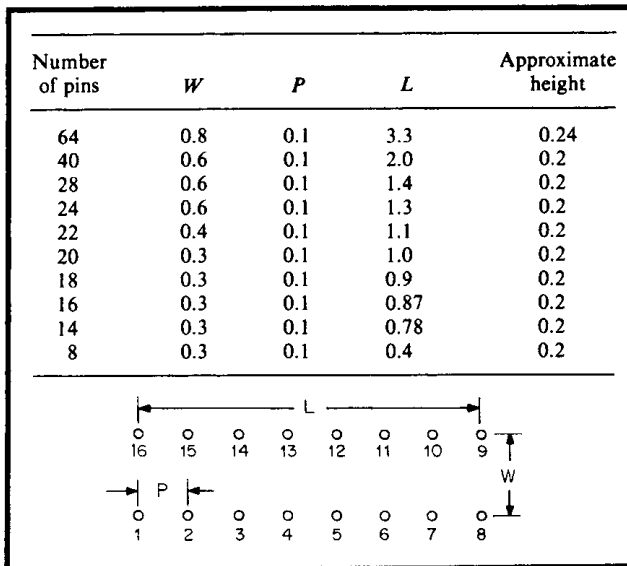 Number of pins W P L Approximate height
64 0.8 0.1 3.3 0.24
40 0.6 0.1 2.0 0.2
28 0.6 0.1 1.4 0.2
24 0.6 0.1 1.3 0.2
22 0.4 0.1 1.1 0.2
20 0.3 0.1 1.0 0.2
18 0.3 0.1 0.9 0.2
16 0.3 0.1 0.87 0.2
14 0.3 0.1 0.78 0.2
8 0.3 0.1 0.4 0.2
L
16 15 14 13 12 11 10 9
W
P
1 2 3 4 5 6 7 8